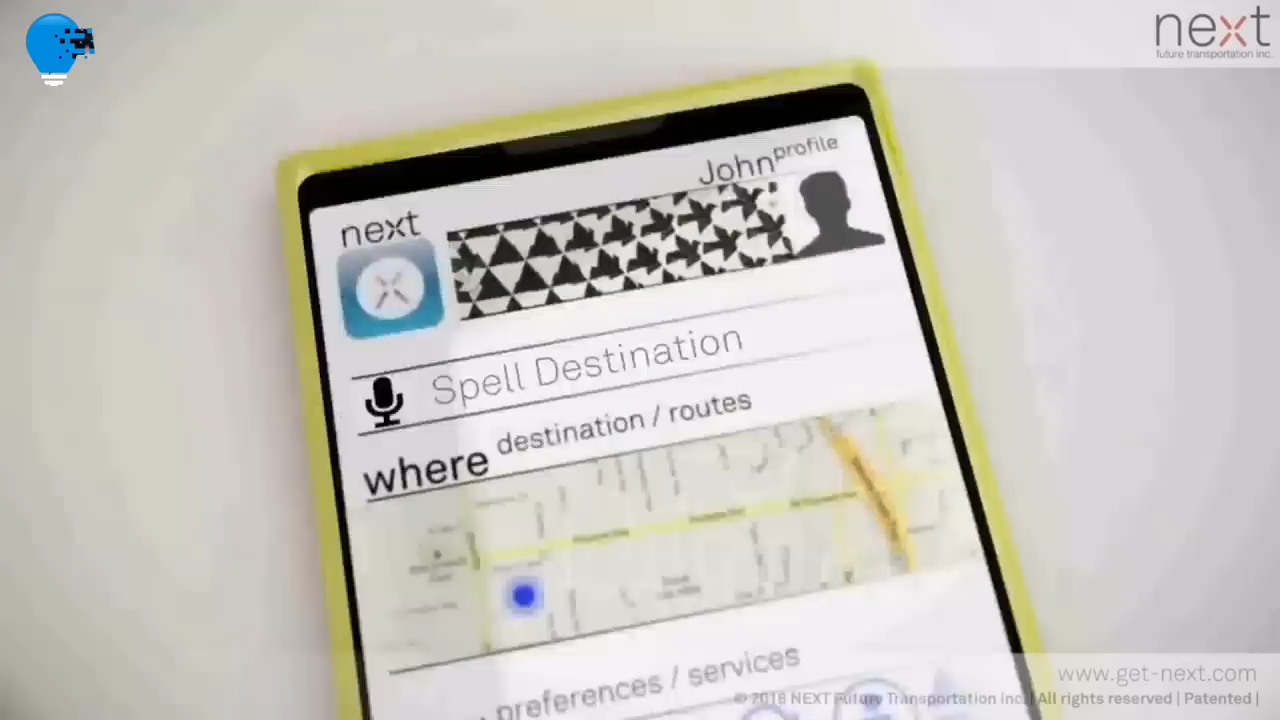 next
future transportation inc.
John profile
next
Spell Destination
where destination / routes
preferences / services
www.get-next.com
© 2018 NEXT Future Transportation inc. | All rights reserved | Patented |